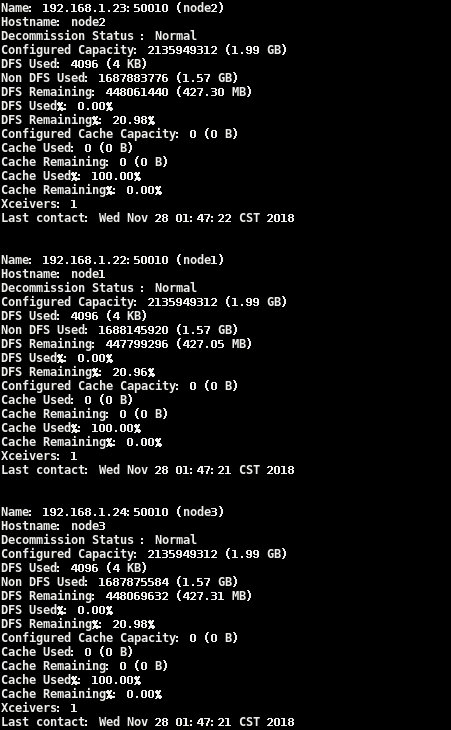 Name: 192.168.1.23:50010 (node2)
Hostname: node2
Decommission Status : Normal
Configured Capacity: 2135949312 (1.99 GB)
DFS Used: 4096 (4 KB)
Non DFS Used: 1687883776 (1.57 GB)
DFS Remaining: 448061440 (427.30 MB)
DFS Used%: 0.00%
DFS Remaining%: 20.98%
Configured Cache Capacity: 0 (0 B)
Cache Used: 0 (0 B)
Cache Remaining: 0 (0 B)
Cache Used%: 100.00%
Cache Remaining%: 0.00%
Xceivers: 1
Last contact: Wed Nov 28 01:47:22 CST 2018
Name: 192.168.1.22:50010 (node1)
Hostname: node1
Decommission Status : Normal
Configured Capacity: 2135949312 (1.99 GB)
DFS Used: 4096 (4 KB)
Non DFS Used: 1688145920 (1.57 GB)
DFS Remaining: 447799296 (427.05 MB)
DFS Used%: 0.00%
DFS Remaining%: 20.96%
Configured Cache Capacity: 0 (0 B)
Cache Used: 0 (0 B)
Cache Remaining: 0 (0 B)
Cache Used%: 100.00%
Cache Remaining%: 0.00%
Xceivers: 1
Last contact: Wed Nov 28 01:47:21 CST 2018
Name: 192.168.1.24:50010 (node3)
Hostname: node3
Decommission Status : Normal
Configured Capacity: 2135949312 (1.99 GB)
DFS Used: 4096 (4 KB)
Non DFS Used: 1687875584 (1.57 GB)
DFS Remaining: 448069632 (427.31 MB)
DFS Used%: 0.00%
DFS Remaining%: 20.98%
Configured Cache Capacity: 0 (0 B)
Cache Used: 0 (0 B)
Cache Remaining: 0 (0 B)
Cache Used%: 100.00%
Cache Remaining%: 0.00%
Xceivers: 1
Last contact: Wed Nov 28 01:47:21 CST 2018